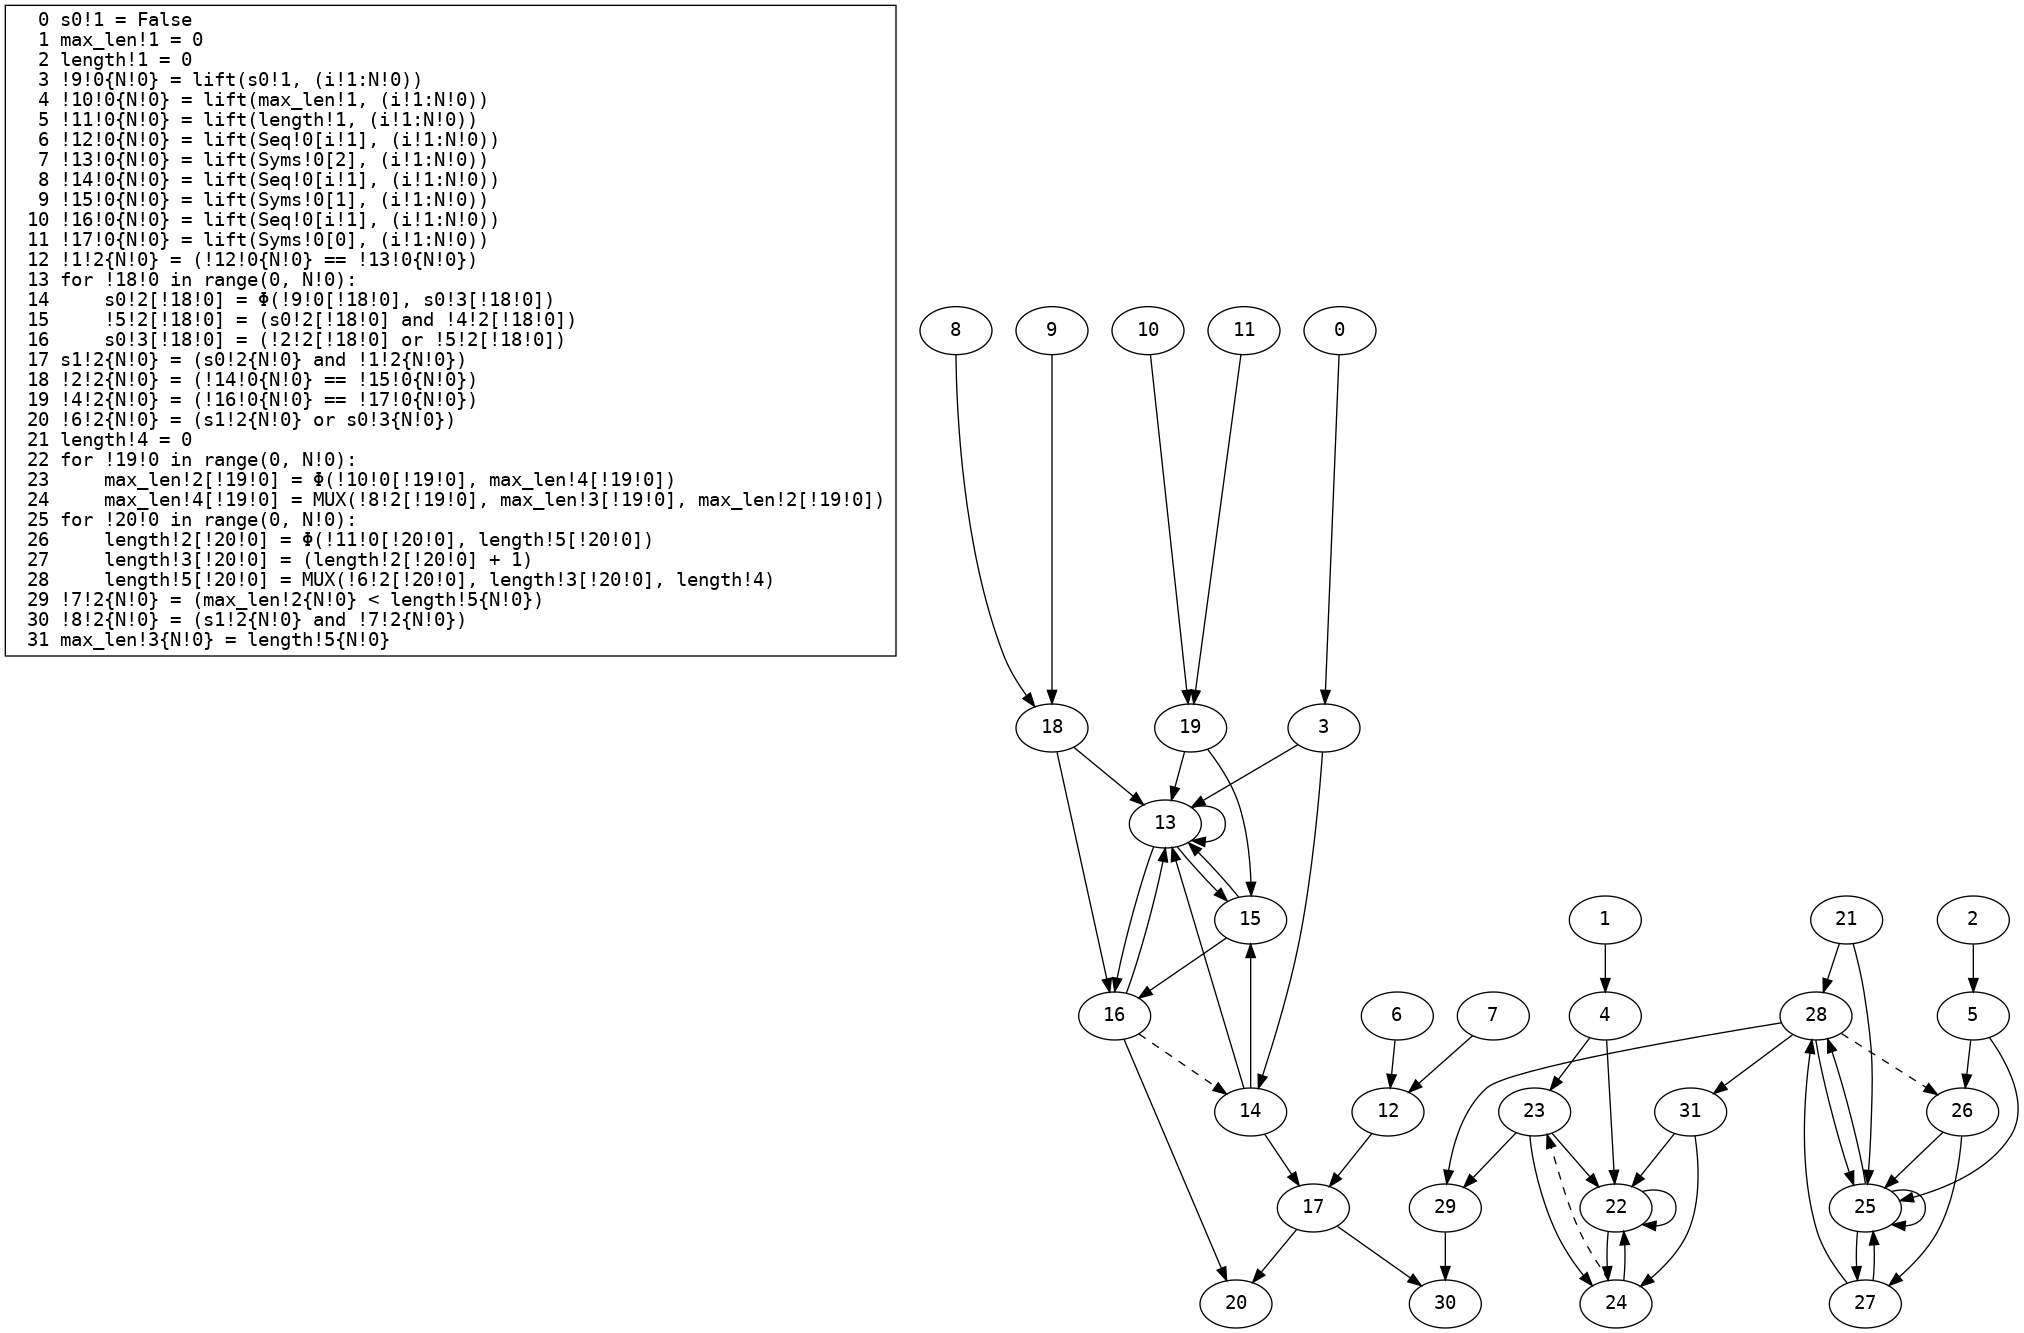 0 s0!1 = False
1 max_len!1 = 0
2 length!1 = 0
3 !9!0{N!0} = lift(s0!1, (i!1:N!0))
4 !10!0{N!0} = lift(max_len!1, (i!1:N!0))
5 !11!0{N!0} = lift(length!1, (i!1:N!0))
6 !12!0{N!0} = lift(Seq!0[i!1], (i!1:N!0))
7 !13!0{N!0} = lift(Syms!0[2], (i!1:N!0))
8 !14!0{N!0} = lift(Seq!0[i!1], (i!1:N!0))
9 !15!0{N!0} = lift(Syms!0[1], (i!1:N!0))
10 !16!0{N!0} = lift(Seq!0[i!1], (i!1:N!0))
11 !17!0{N!0} = lift(Syms!0[0], (i!1:N!0))
12 !1!2{N!0} = (!12!0{N!0} == !13!0{N!0})
13 for !18!0 in range(0, N!0):
14     s0!2[!18!0] = Φ(!9!0[!18!0], s0!3[!18!0])
15     !5!2[!18!0] = (s0!2[!18!0] and !4!2[!18!0])
16     s0!3[!18!0] = (!2!2[!18!0] or !5!2[!18!0])
17 s1!2{N!0} = (s0!2{N!0} and !1!2{N!0})
18 !2!2{N!0} = (!14!0{N!0} == !15!0{N!0})
19 !4!2{N!0} = (!16!0{N!0} == !17!0{N!0})
20 !6!2{N!0} = (s1!2{N!0} or s0!3{N!0})
21 length!4 = 0
22 for !19!0 in range(0, N!0):
23     max_len!2[!19!0] = Φ(!10!0[!19!0], max_len!4[!19!0])
24     max_len!4[!19!0] = MUX(!8!2[!19!0], max_len!3[!19!0], max_len!2[!19!0])
25 for !20!0 in range(0, N!0):
26     length!2[!20!0] = Φ(!11!0[!20!0], length!5[!20!0])
27     length!3[!20!0] = (length!2[!20!0] + 1)
28     length!5[!20!0] = MUX(!6!2[!20!0], length!3[!20!0], length!4)
29 !7!2{N!0} = (max_len!2{N!0} < length!5{N!0})
30 !8!2{N!0} = (s1!2{N!0} and !7!2{N!0})
31 max_len!3{N!0} = length!5{N!0}
8 9 10 11 0
18 19 3
13
15 1 21 2
16 6 7 4 28 5
14 12 23 31 26
17 29 22 25
20 30 24 27